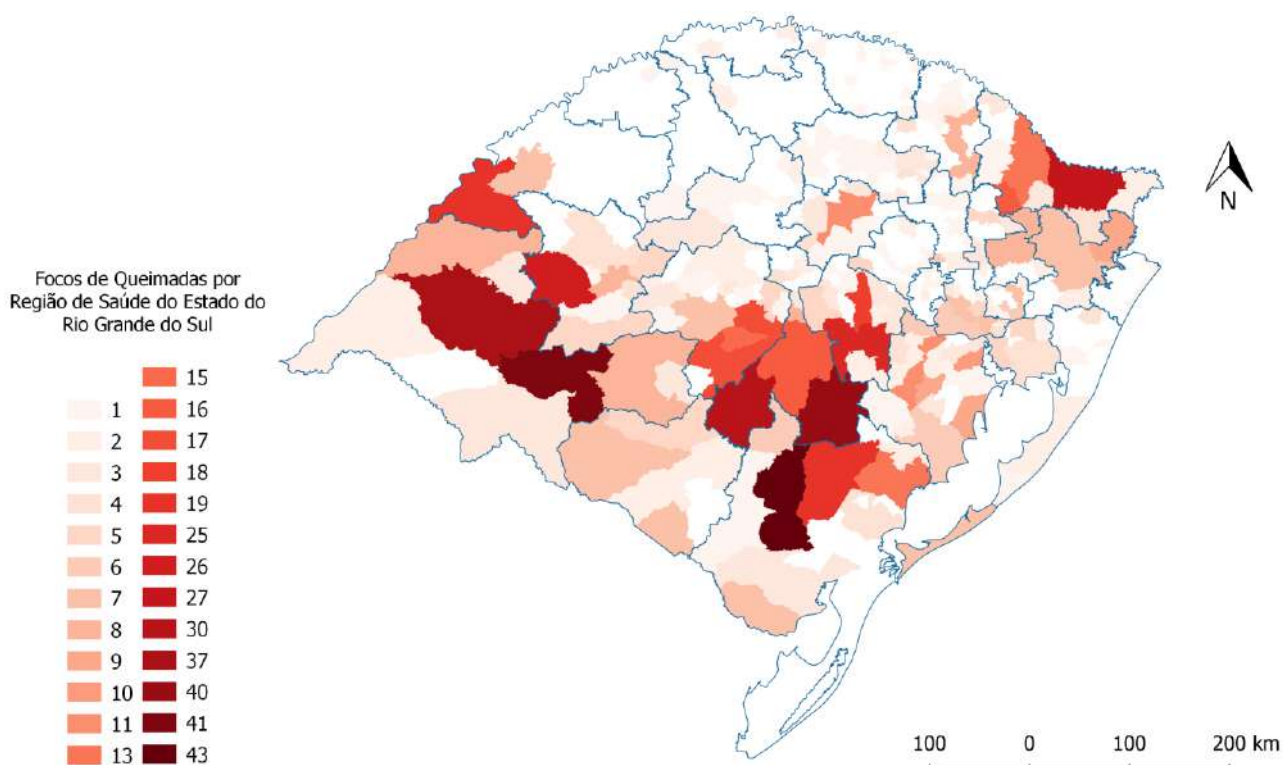 N
Focos de Queimadas por
Região de Saúde do Estado do
Rio Grande do Sul
15
1 16
2 17
3 18
4 19
5 25
6 26
7 27
8 30
9 37
10 40
11 41
13 43
100 0 100 200 km